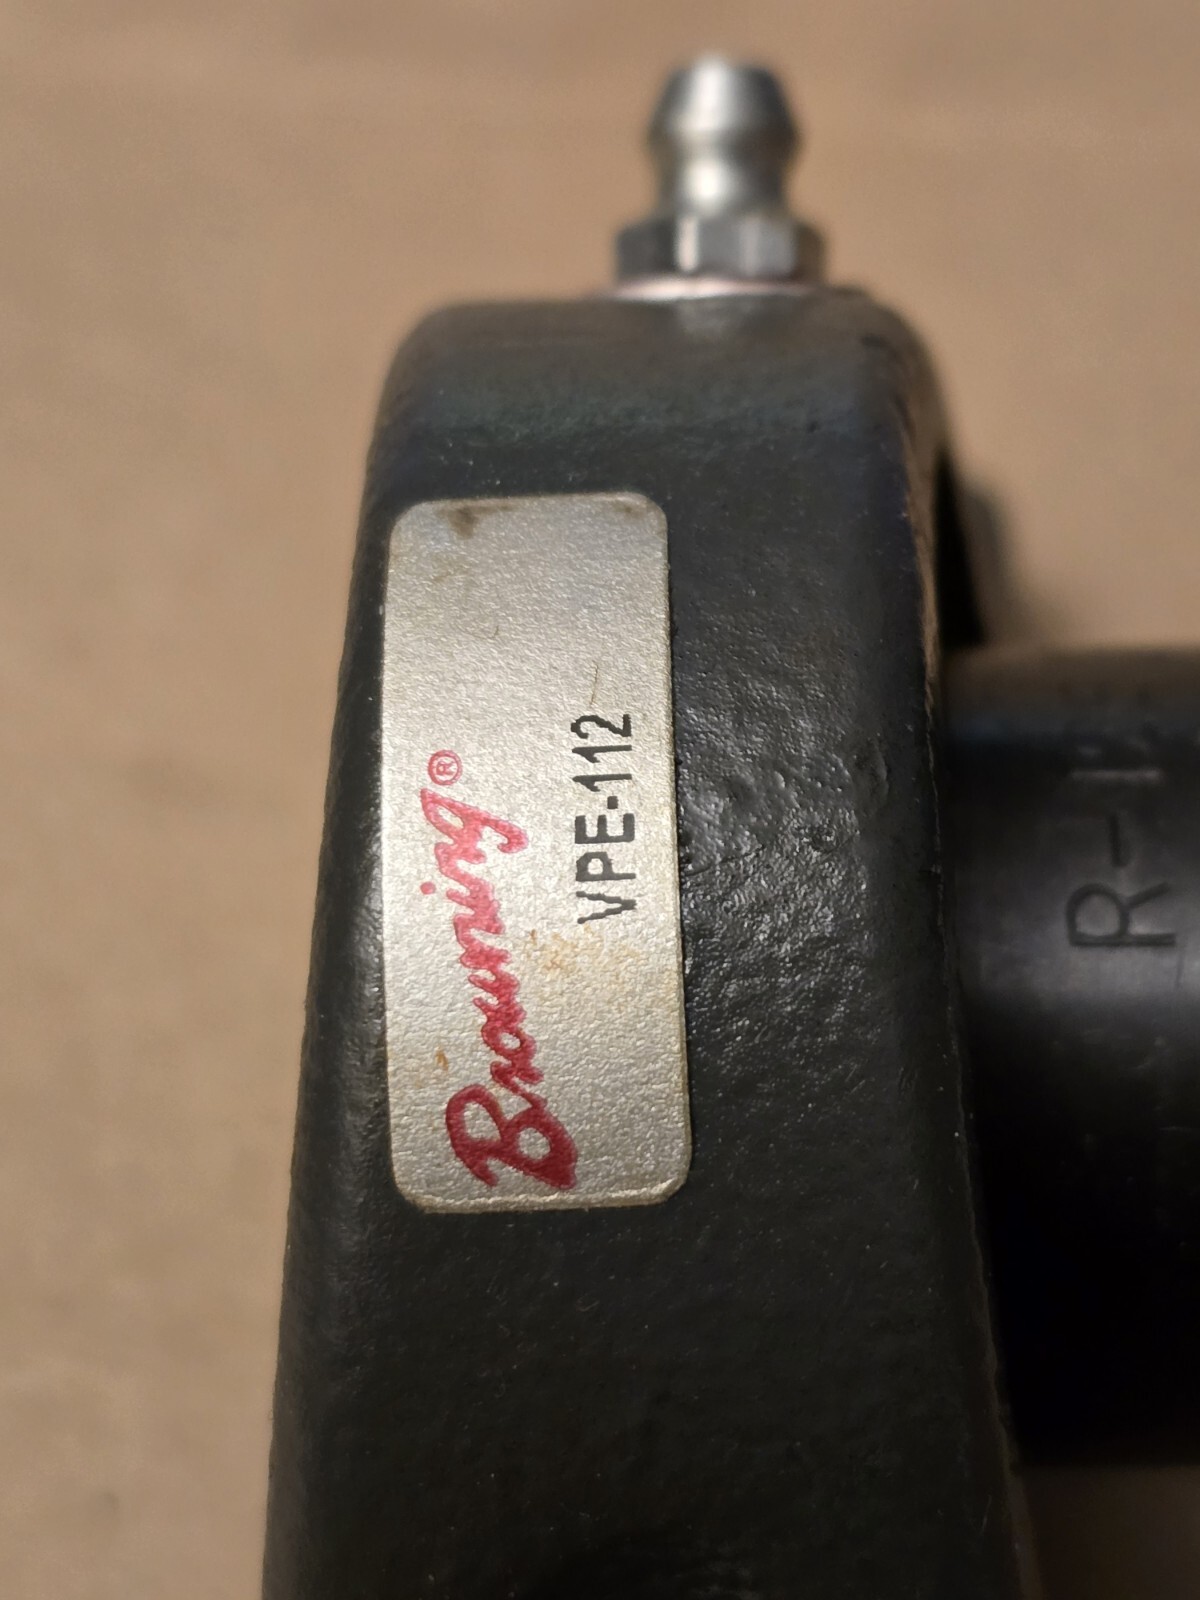 Browning®
VPE-112
R-